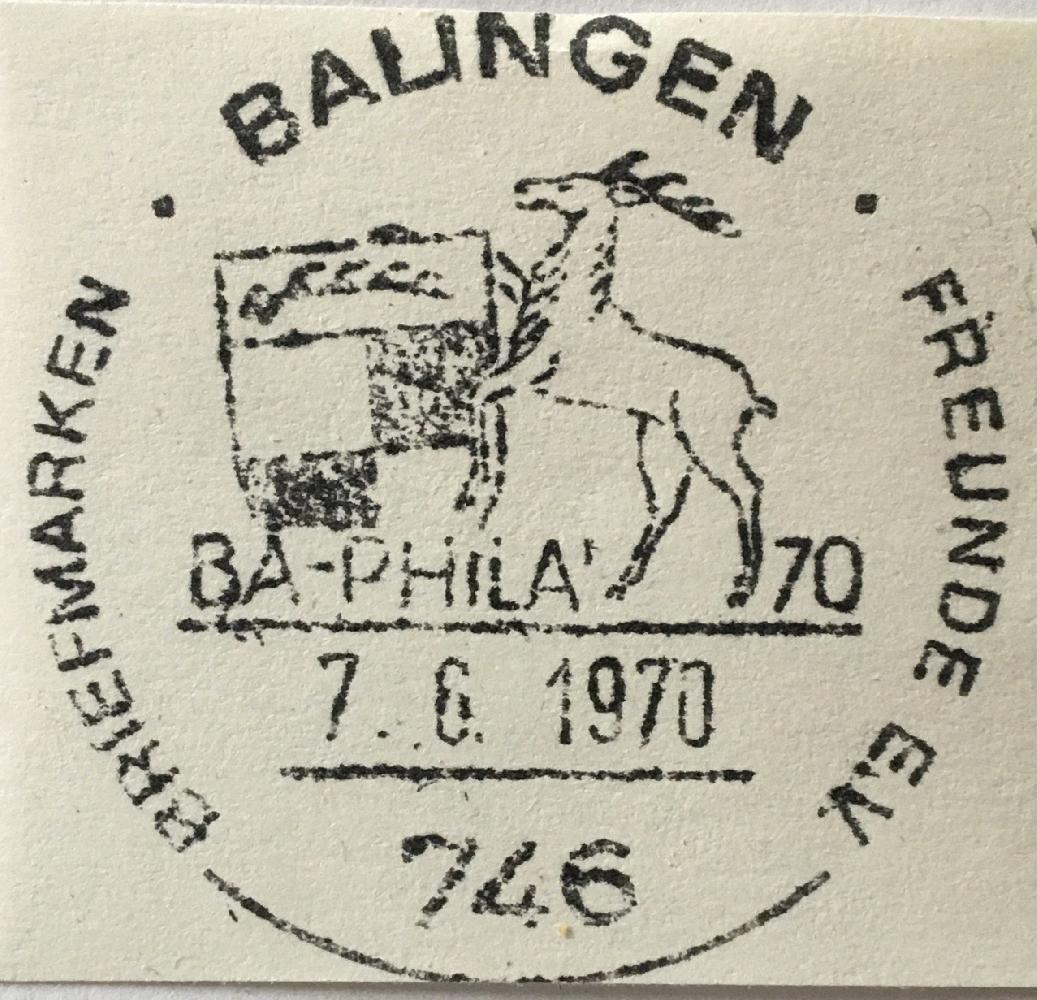 BALINGEN
BRIEFMARKEN FREUNDE E.V.
BA-PHILA' 70
7. 6. 1970
746